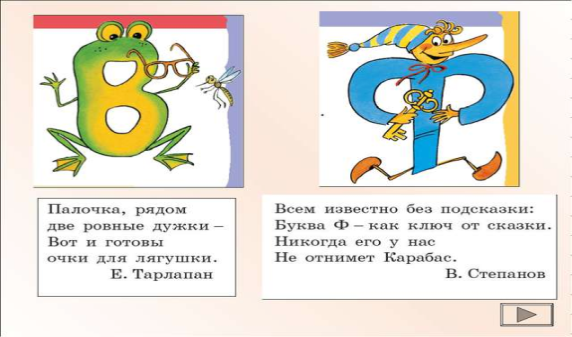 В
Ф
Палочка, рядом
две ровные дужки –
Вот и готовы
очки для лягушки.
Е. Тарлапан
Всем известно без подсказки:
Буква Ф – как ключ от сказки.
Никогда его у нас
Не отнимет Карабас.
В. Степанов